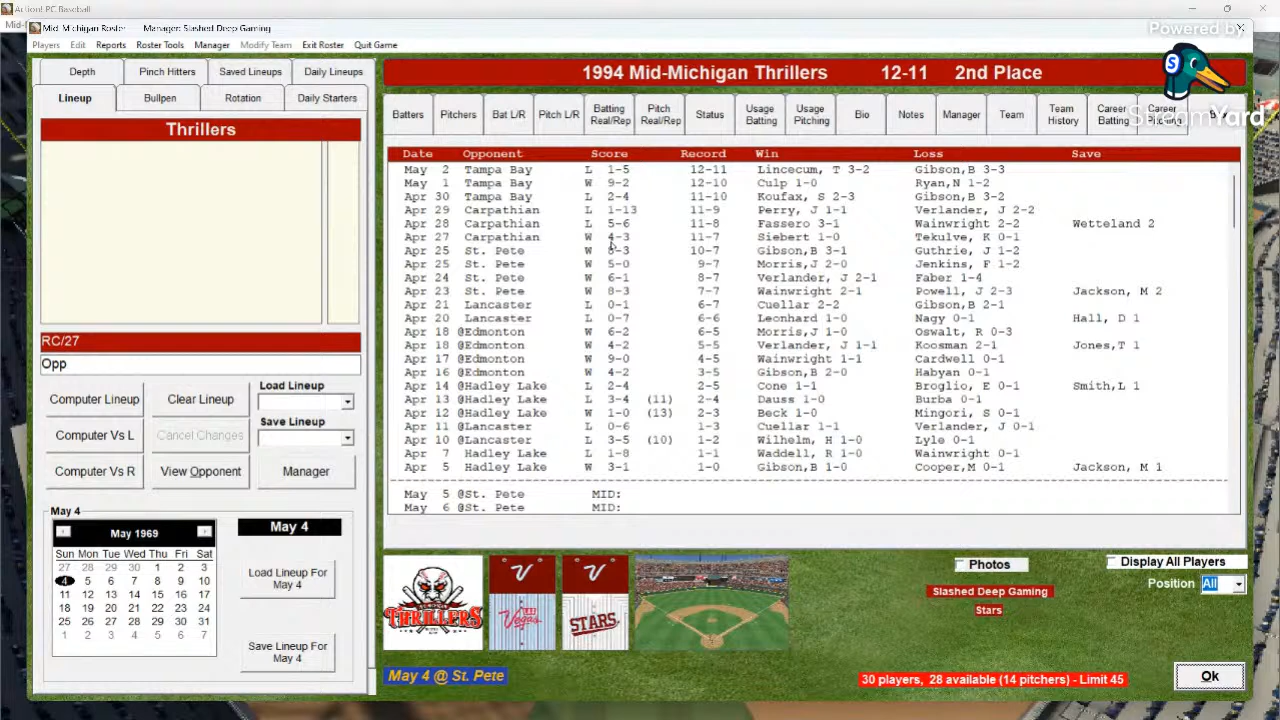 Action! PC Baseball
Mid-
Powered by
Mid-Michigan Roster Manager: Slashed Deep Gaming
Players Edit Reports Roster Tools Manager Modify Team Exit Roster Quit Game
Depth Pinch Hitters Saved Lineups Daily Lineups
Lineup Bullpen Rotation Daily Starters
1994 Mid-Michigan Thrillers 12-11 2nd Place
S
StreamYard
Batters Pitchers Bat L/R Pitch L/R Batting Real/Rep Pitch Real/Rep Status Usage Batting Usage Pitching Bio Notes Manager Team Team History Career Batting Career Pitching
Thrillers
Date Opponent Score Record Win Loss Save
May 2 Tampa Bay L 1-5 12-11 Lincecum, T 3-2 Gibson,B 3-3
May 1 Tampa Bay W 9-2 12-10 Culp 1-0 Ryan,N 1-2
Apr 30 Tampa Bay L 2-4 11-10 Koufax, S 2-3 Gibson,B 3-2
Apr 29 Carpathian L 1-13 11-9 Perry, J 1-1 Verlander, J 2-2
Apr 28 Carpathian L 5-6 11-8 Fassero 3-1 Wainwright 2-2 Wetteland 2
Apr 27 Carpathian W 4-3 11-7 Siebert 1-0 Tekulve, K 0-1
Apr 25 St. Pete W 8-3 10-7 Gibson,B 3-1 Guthrie, J 1-2
Apr 25 St. Pete W 5-0 9-7 Morris,J 2-0 Jenkins, F 1-2
Apr 24 St. Pete W 6-1 8-7 Verlander, J 2-1 Faber 1-4
Apr 23 St. Pete W 8-3 7-7 Wainwright 2-1 Powell, J 2-3 Jackson, M 2
Apr 21 Lancaster L 0-1 6-7 Cuellar 2-2 Gibson,B 2-1
Apr 20 Lancaster L 0-7 6-6 Leonhard 1-0 Nagy 0-1 Hall, D 1
Apr 18 @Edmonton W 6-2 6-5 Morris,J 1-0 Oswalt, R 0-3
Apr 18 @Edmonton W 4-2 5-5 Verlander, J 1-1 Koosman 2-1 Jones,T 1
Apr 17 @Edmonton W 9-0 4-5 Wainwright 1-1 Cardwell 0-1
Apr 16 @Edmonton W 4-2 3-5 Gibson,B 2-0 Habyan 0-1
Apr 14 @Hadley Lake L 2-4 2-5 Cone 1-1 Broglio, E 0-1 Smith,L 1
Apr 13 @Hadley Lake L 3-4 (11) 2-4 Dauss 1-0 Burba 0-1
Apr 12 @Hadley Lake W 1-0 (13) 2-3 Beck 1-0 Mingori, S 0-1
Apr 11 @Lancaster L 0-6 1-3 Cuellar 1-1 Verlander, J 0-1
Apr 10 @Lancaster L 3-5 (10) 1-2 Wilhelm, H 1-0 Lyle 0-1
Apr 7 Hadley Lake L 1-8 1-1 Waddell, R 1-0 Wainwright 0-1
Apr 5 Hadley Lake W 3-1 1-0 Gibson,B 1-0 Cooper,M 0-1 Jackson, M 1
May 5 @St. Pete MID:
May 6 @St. Pete MID:
RC/27
Opp
Computer Lineup Clear Lineup Load Lineup
Computer Vs L Cancel Changes Save Lineup
Computer Vs R View Opponent Manager
May 4
May 1969
Sun Mon Tue Wed Thu Fri Sat
27 28 29 30 1 2 3
4 5 6 7 8 9 10
11 12 13 14 15 16 17
18 19 20 21 22 23 24
25 26 27 28 29 30 31
1 2 3 4 5 6 7
May 4
Load Lineup For May 4
Save Lineup For May 4
THRILLERS
V
Vegas
V
STARS
Photos
Slashed Deep Gaming
Stars
Display All Players
Position All
May 4 @ St. Pete
30 players, 28 available (14 pitchers) - Limit 45
Ok